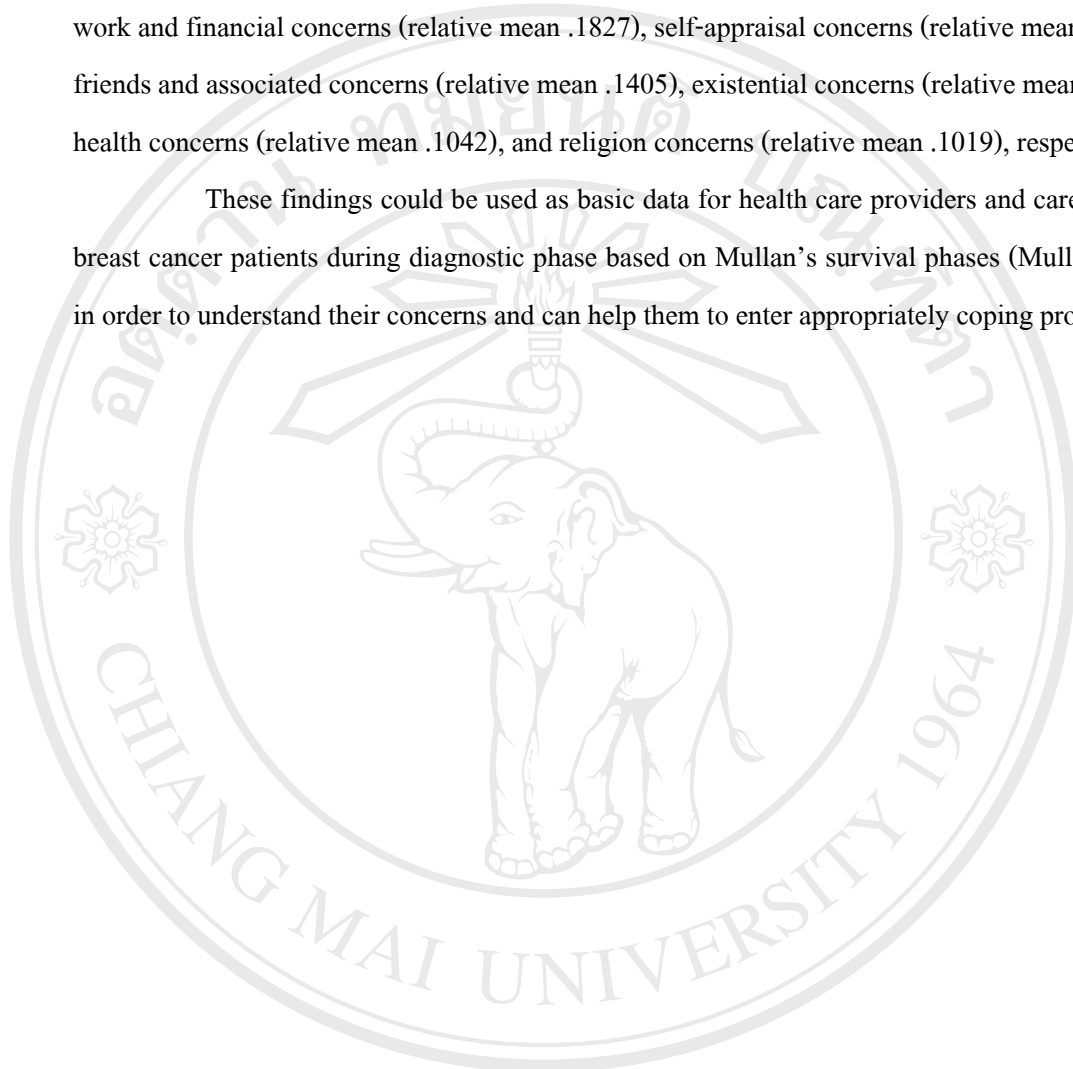 work and financial concerns (relative mean .1827), self-appraisal concerns (relative mean
friends and associated concerns (relative mean .1405), existential concerns (relative mean
health concerns (relative mean .1042), and religion concerns (relative mean .1019), respe
These findings could be used as basic data for health care providers and care
breast cancer patients during diagnostic phase based on Mullan's survival phases (Mull
in order to understand their concerns and can help them to enter appropriately coping pro
CHIANG MAI UNIVERSITY 1964